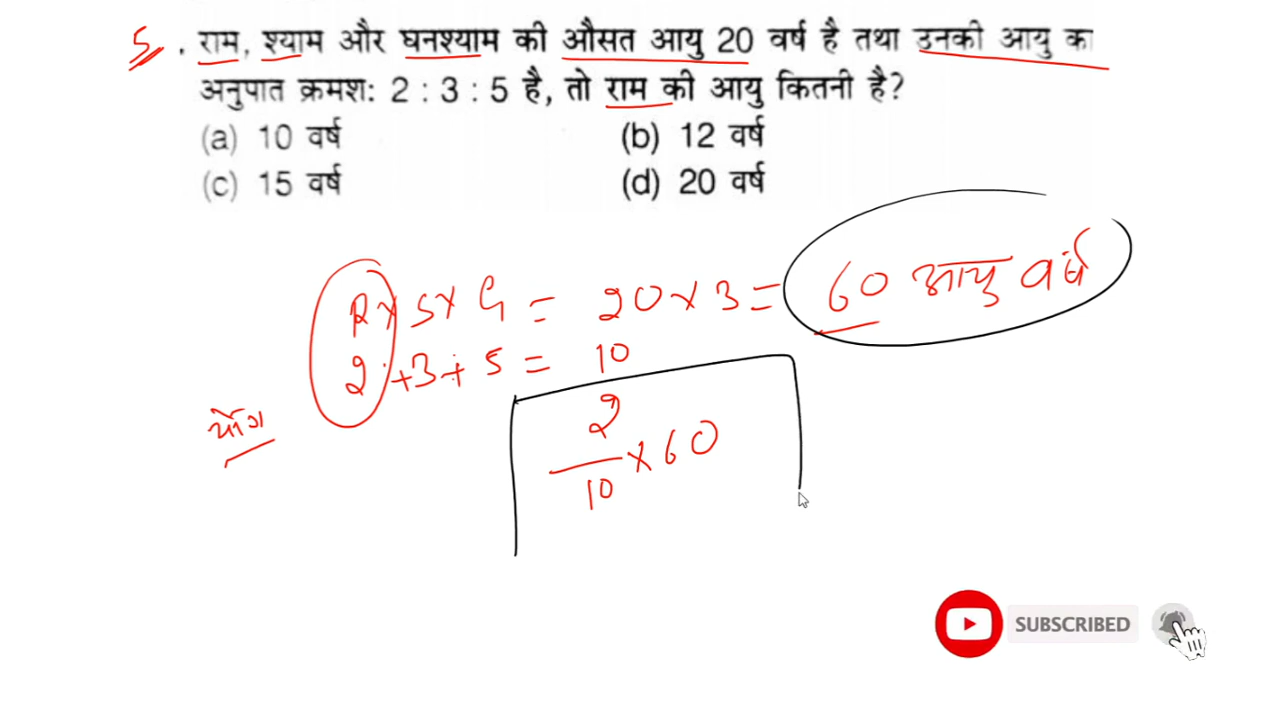 5. राम, श्याम और घनश्याम की औसत आयु 20 वर्ष है तथा उनकी आयु का
अनुपात क्रमशः 2 : 3 : 5 है, तो राम की आयु कितनी है?
(a) 10 वर्ष (b) 12 वर्ष
(c) 15 वर्ष (d) 20 वर्ष
R × S × G = 20 × 3 = 60 आयु वर्ष
2 + 3 + 5 = 10
योग
2
10 × 60
SUBSCRIBED